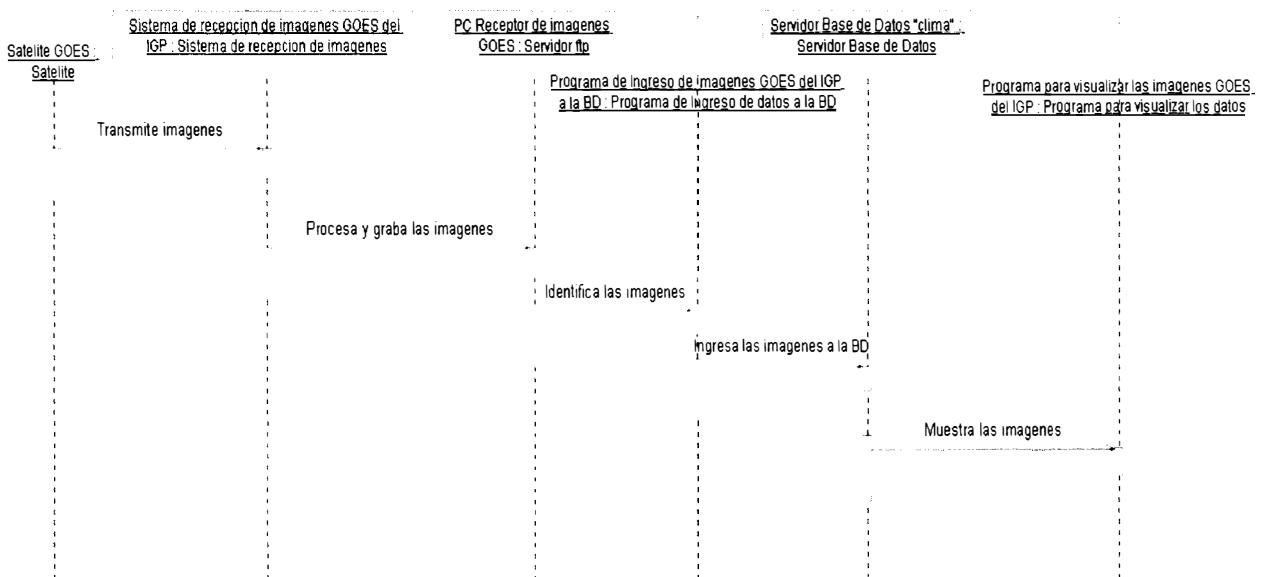 Sistema de recepcion de imagenes GOES del
IGP : Sistema de recepcion de imagenes
PC Receptor de imagenes
GOES : Servidor ftp
Servidor Base de Datos "clima" :
Servidor Base de Datos
Satelite GOES :
Satelite
Programa de Ingreso de imagenes GOES del IGP
a la BD : Programa de Ingreso de datos a la BD
Programa para visualizar las imagenes GOES
del IGP : Programa para visualizar los datos
Transmite imagenes
Procesa y graba las imagenes
Identifica las imagenes
Ingresa las imagenes a la BD
Muestra las imagenes